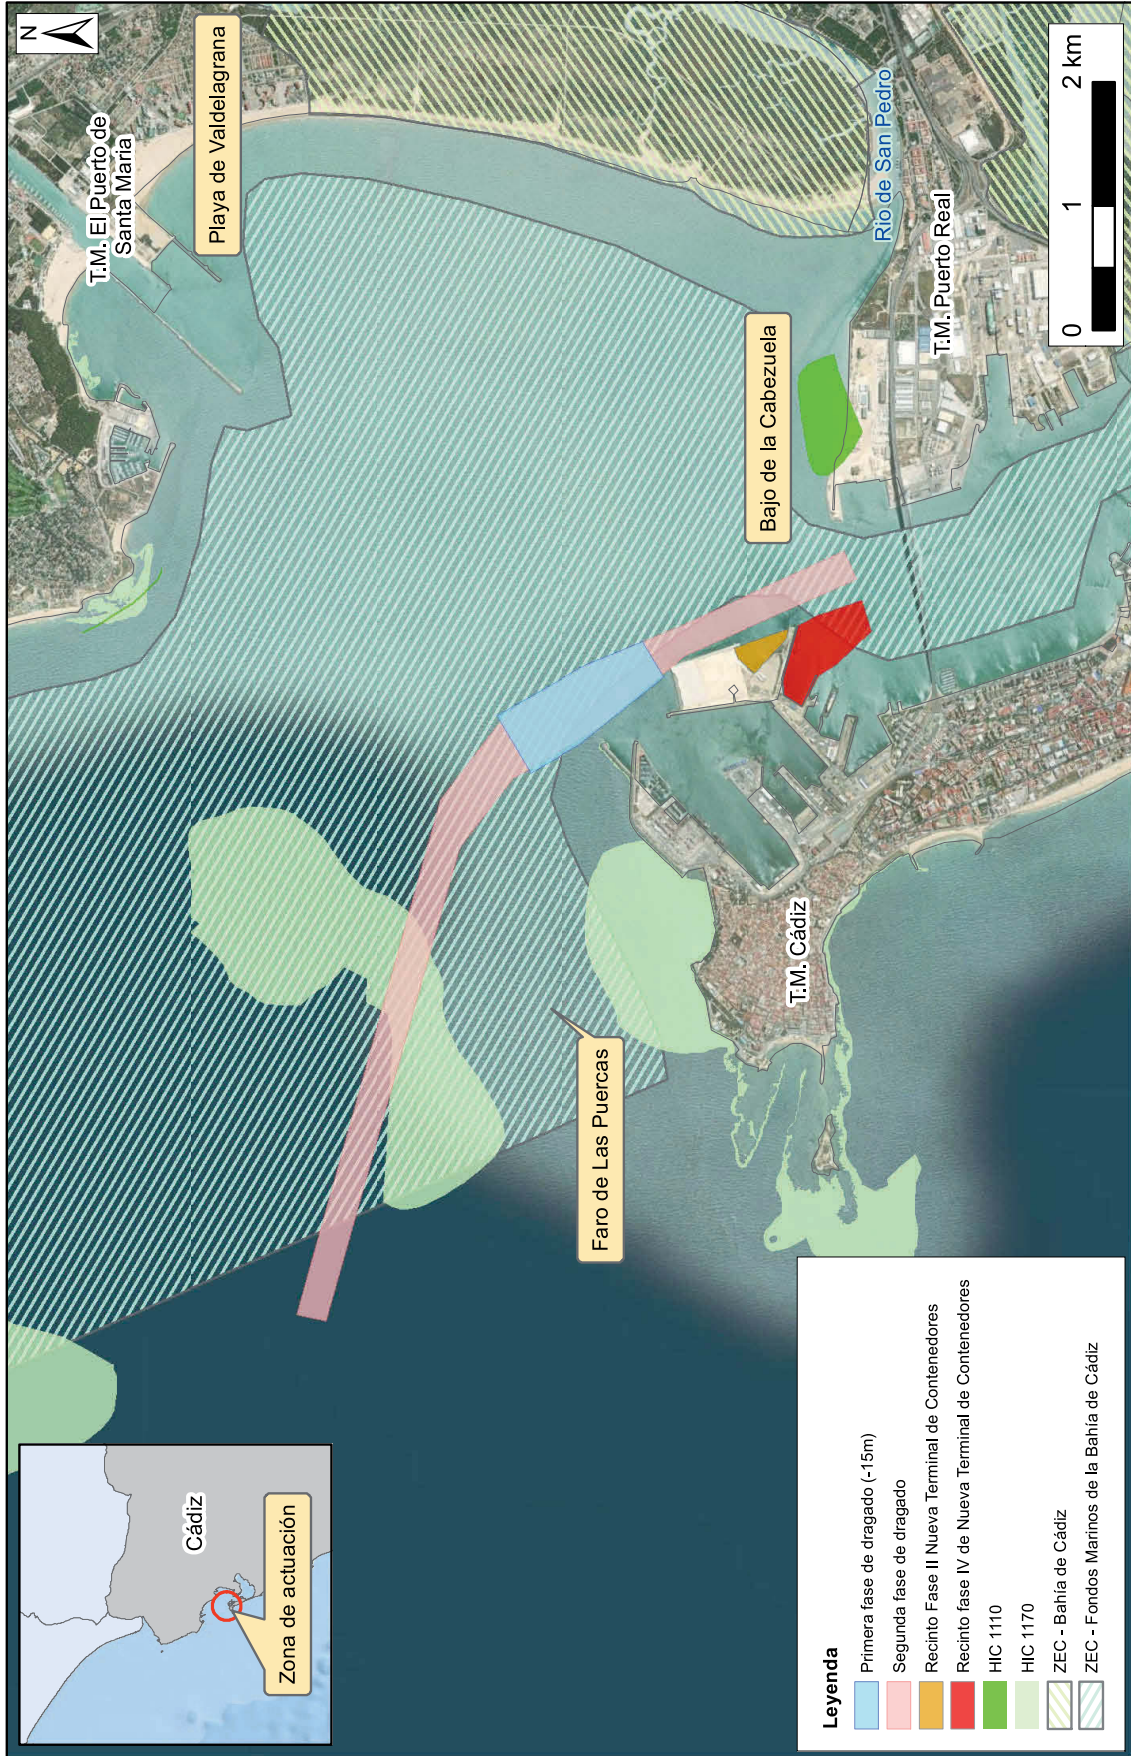 N
T.M. El Puerto de
Santa Maria
Playa de Valdelagrana
Rio de San Pedro
T.M. Puerto Real
Bajo de la Cabezuela
T.M. Cádiz
Faro de Las Puercas
0 1 2 km
Cádiz
Zona de actuación
Leyenda
Primera fase de dragado (-15m)
Segunda fase de dragado
Recinto Fase II Nueva Terminal de Contenedores
Recinto fase IV de Nueva Terminal de Contenedores
HIC 1110
HIC 1170
ZEC - Bahía de Cádiz
ZEC - Fondos Marinos de la Bahía de Cádiz